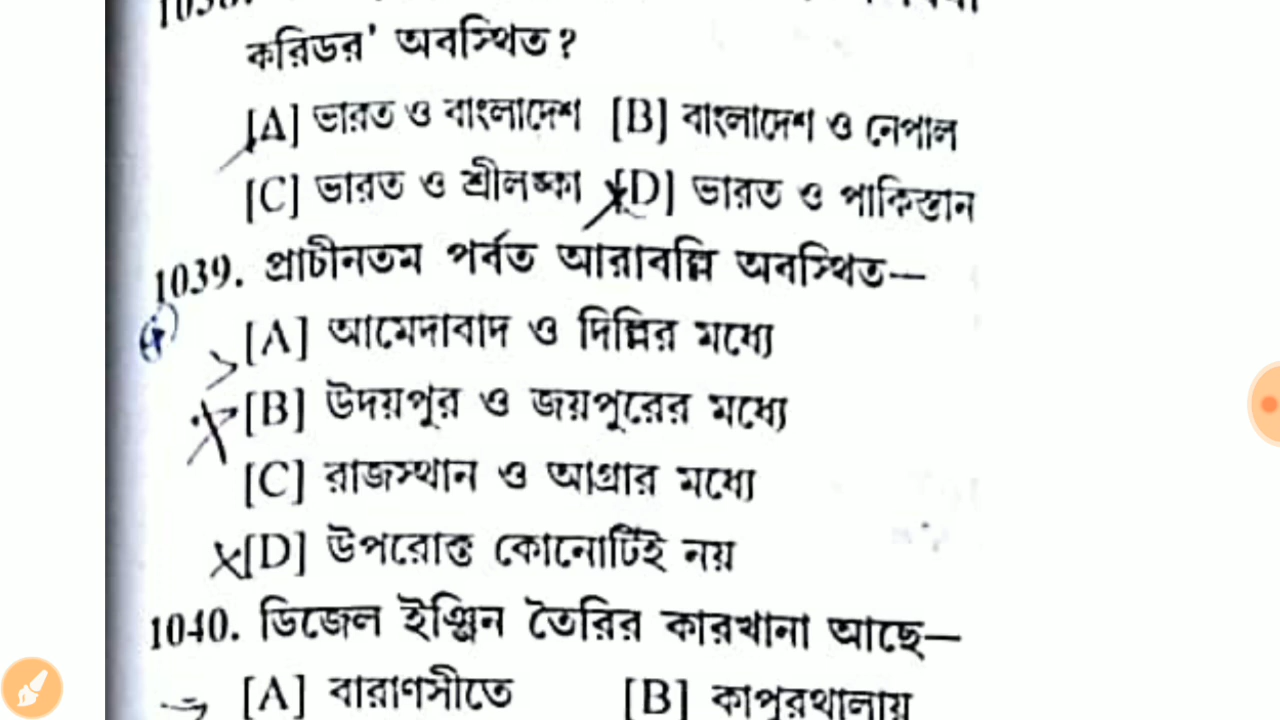 করিডর' অবস্থিত?
[A] ভারত ও বাংলাদেশ [B] বাংলাদেশ ও নেপাল
[C] ভারত ও শ্রীলঙ্কা [D] ভারত ও পাকিস্তান
1039. প্রাচীনতম পর্বত আরাবল্লি অবস্থিত—
[A] আমেদাবাদ ও দিল্লির মধ্যে
[B] উদয়পুর ও জয়পুরের মধ্যে
[C] রাজস্থান ও আগ্রার মধ্যে
[D] উপরোক্ত কোনোটিই নয়
1040. ডিজেল ইঞ্জিন তৈরির কারখানা আছে—
[A] বারাণসীতে [B] কাপুরথালায়